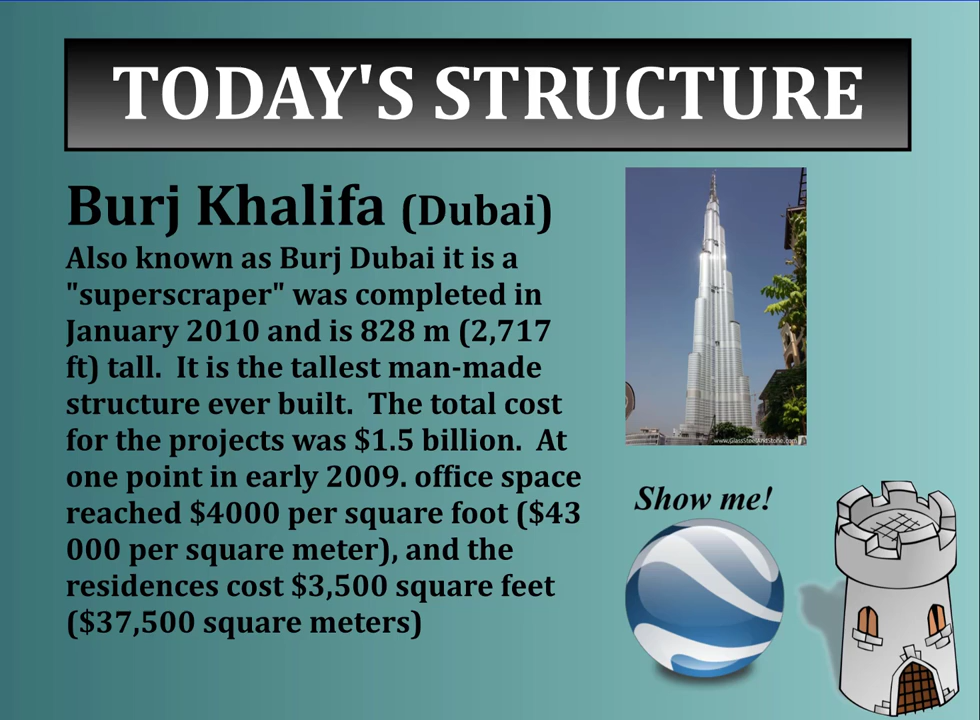 TODAY'S STRUCTURE
Burj Khalifa (Dubai)
Also known as Burj Dubai it is a
"superscraper" was completed in
January 2010 and is 828 m (2,717
ft) tall.  It is the tallest man-made
structure ever built.  The total cost
for the projects was $1.5 billion.  At
one point in early 2009. office space
reached $4000 per square foot ($43
000 per square meter), and the
residences cost $3,500 square feet
($37,500 square meters)
www.GlassSteelAndStone.com
Show me!